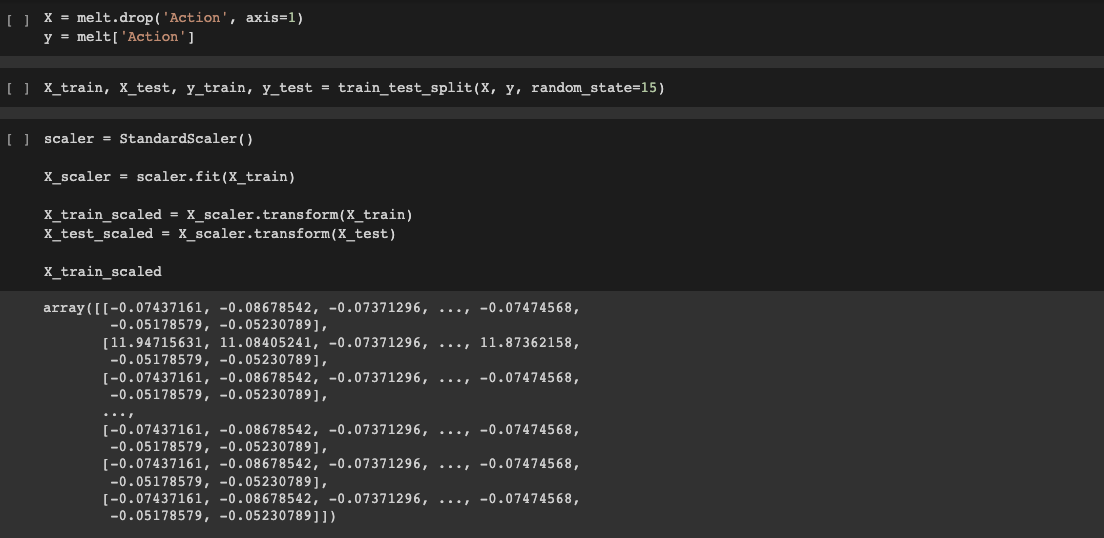 [ ] X = melt.drop('Action', axis=1)
y = melt['Action']
[ ] X_train, X_test, y_train, y_test = train_test_split(X, y, random_state=15)
[ ] scaler = StandardScaler()
X_scaler = scaler.fit(X_train)
X_train_scaled = X_scaler.transform(X_train)
X_test_scaled = X_scaler.transform(X_test)
X_train_scaled
array([[-0.07437161, -0.08678542, -0.07371296, ..., -0.07474568,
-0.05178579, -0.05230789],
[11.94715631, 11.08405241, -0.07371296, ..., 11.87362158,
-0.05178579, -0.05230789],
[-0.07437161, -0.08678542, -0.07371296, ..., -0.07474568,
-0.05178579, -0.05230789],
...,
[-0.07437161, -0.08678542, -0.07371296, ..., -0.07474568,
-0.05178579, -0.05230789],
[-0.07437161, -0.08678542, -0.07371296, ..., -0.07474568,
-0.05178579, -0.05230789],
[-0.07437161, -0.08678542, -0.07371296, ..., -0.07474568,
-0.05178579, -0.05230789]])